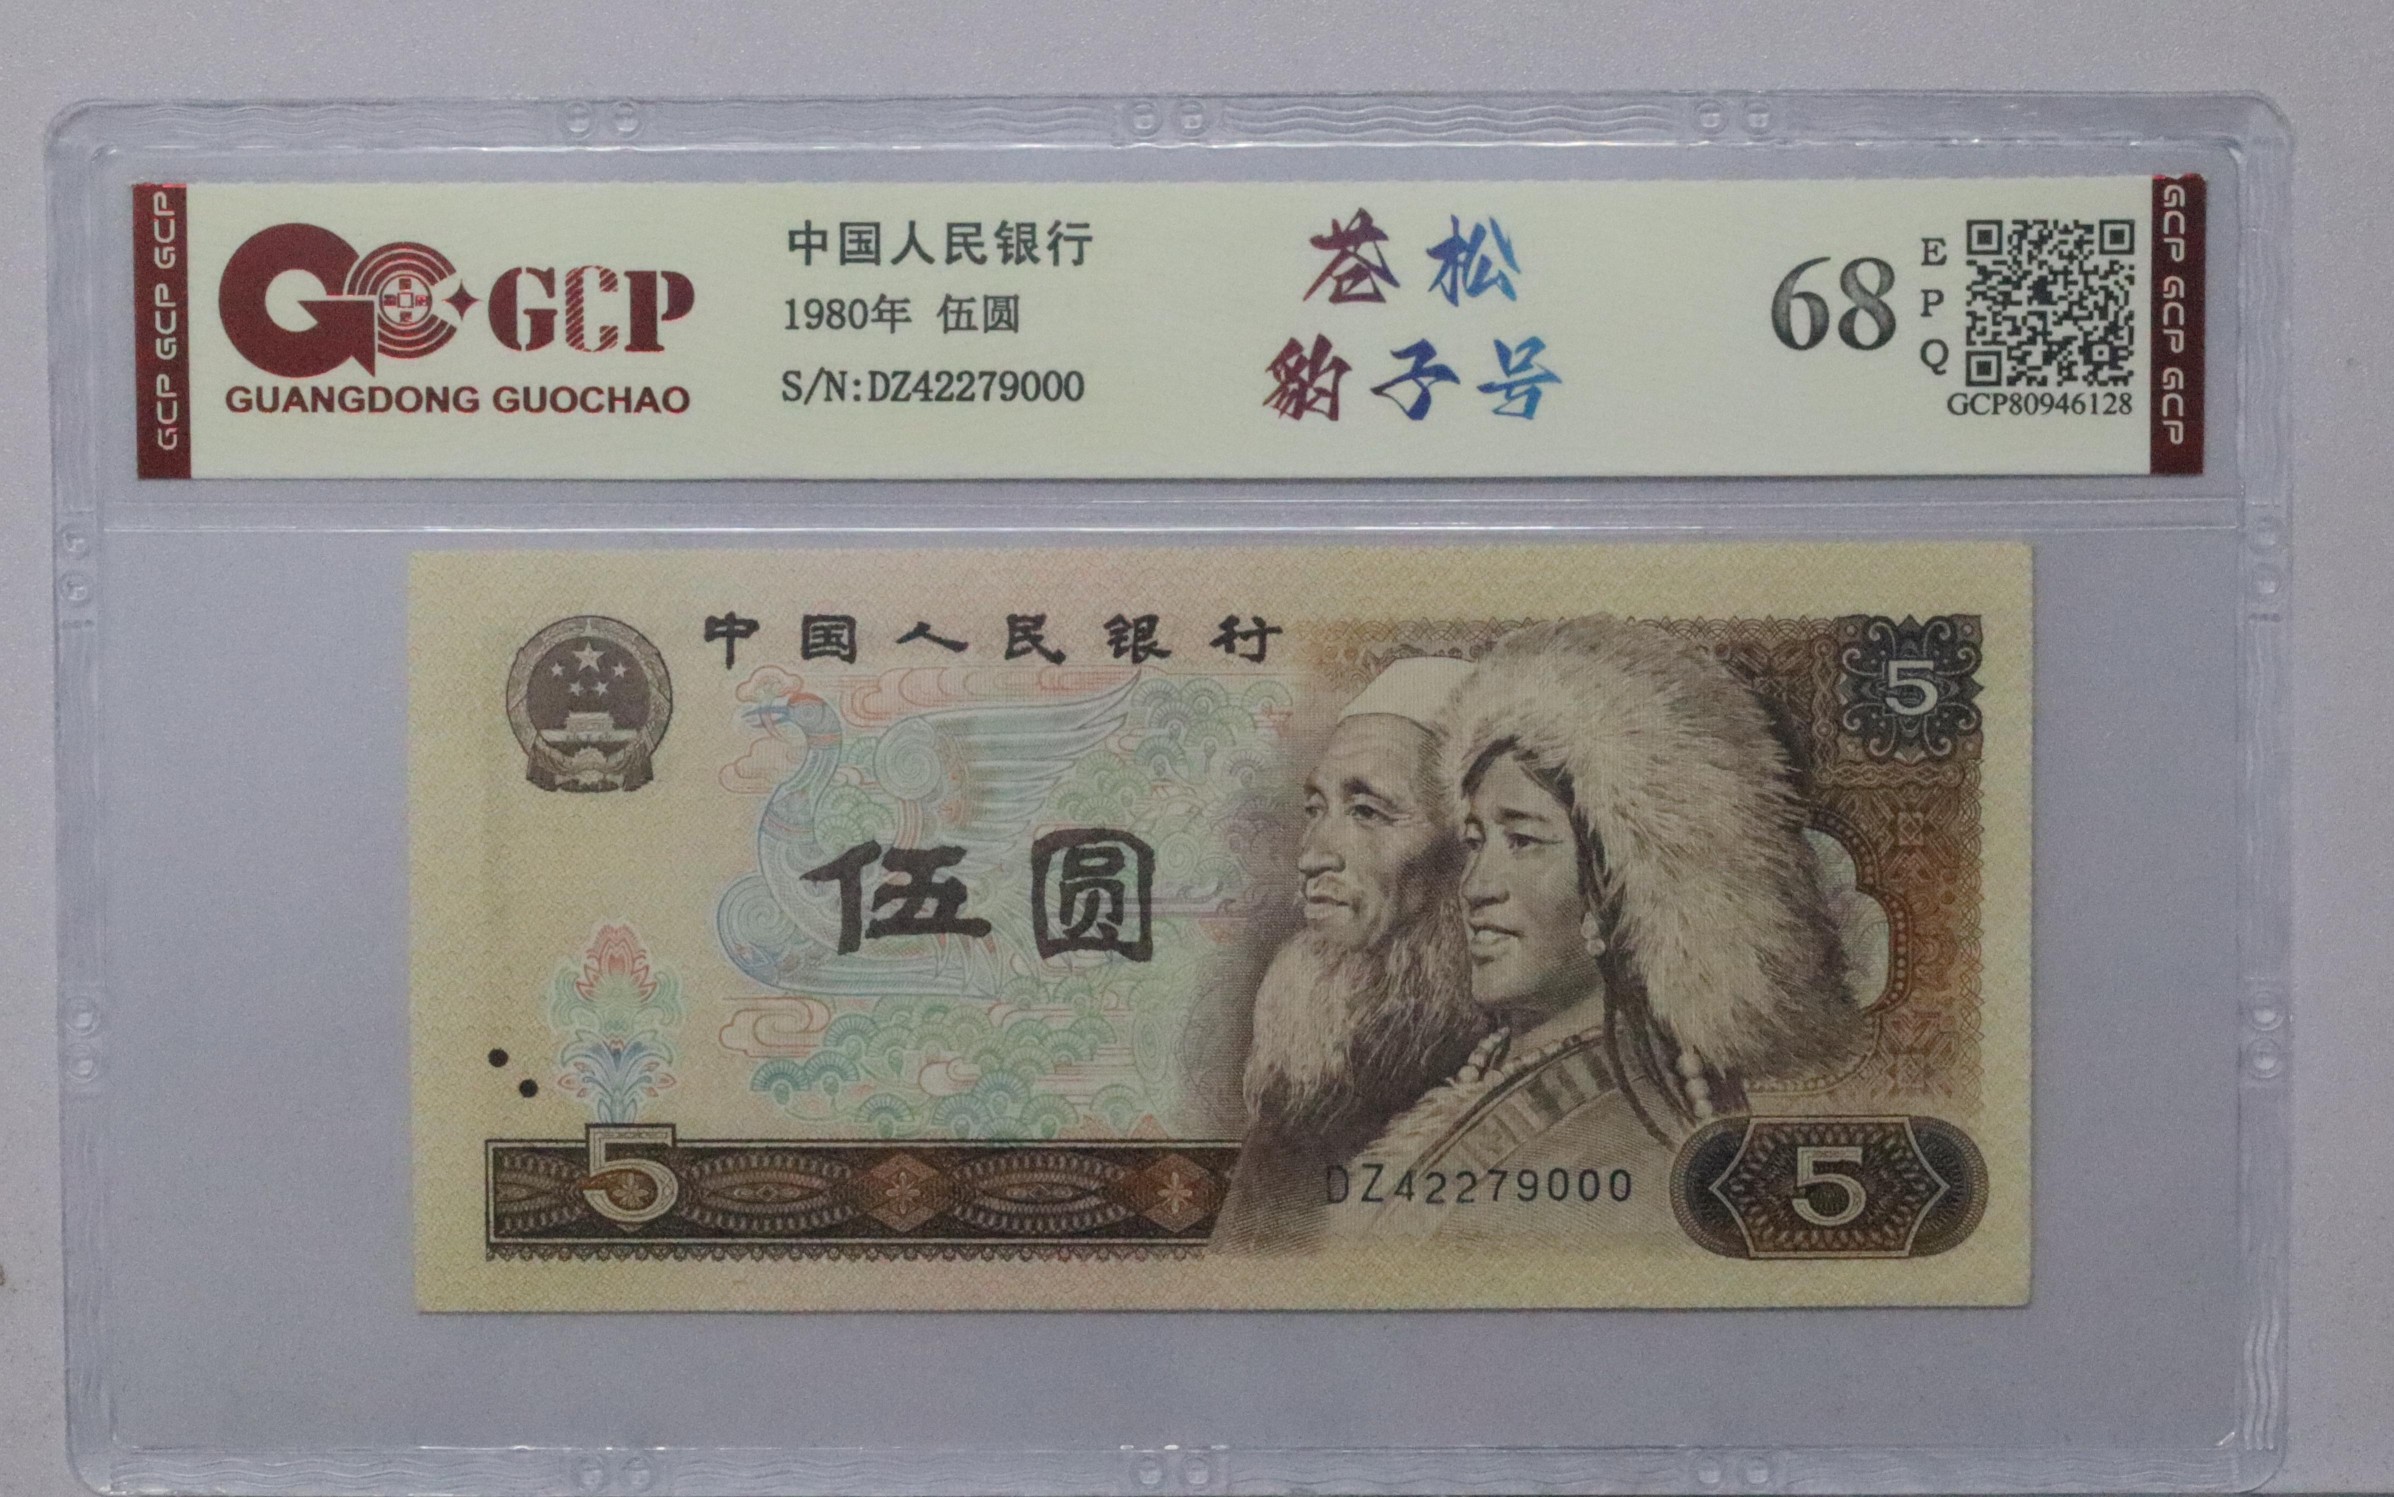 GCP GCP GCP
GCP
GUANGDONG GUOCHAO
中国人民银行
1980年 伍圆
S/N:DZ42279000
苍松
豹子号
68
E
P
Q
GCP80946128
GCP GCP GCP
中国人民银行
5
伍圆
5
DZ42279000
5